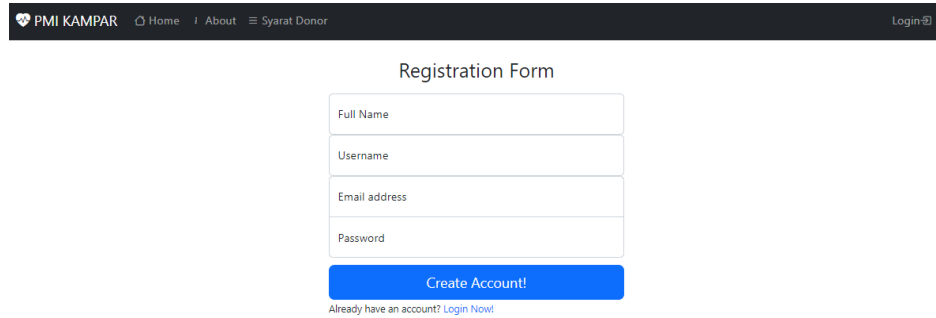 PMI KAMPAR Home i About Syarat Donor Login
Registration Form
Full Name
Username
Email address
Password
Create Account!
Already have an account? Login Now!